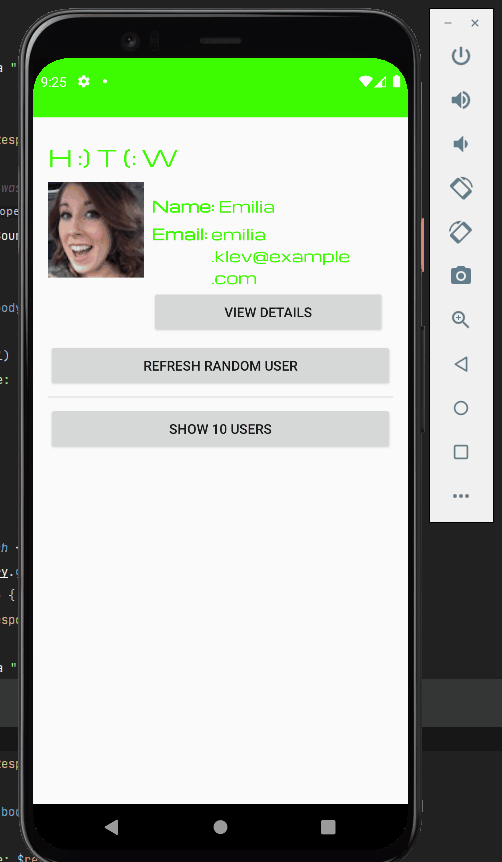 9:25
H :) T (: W
Name: Emilia
Email: emilia
.klev@example
.com
VIEW DETAILS
REFRESH RANDOM USER
SHOW 10 USERS